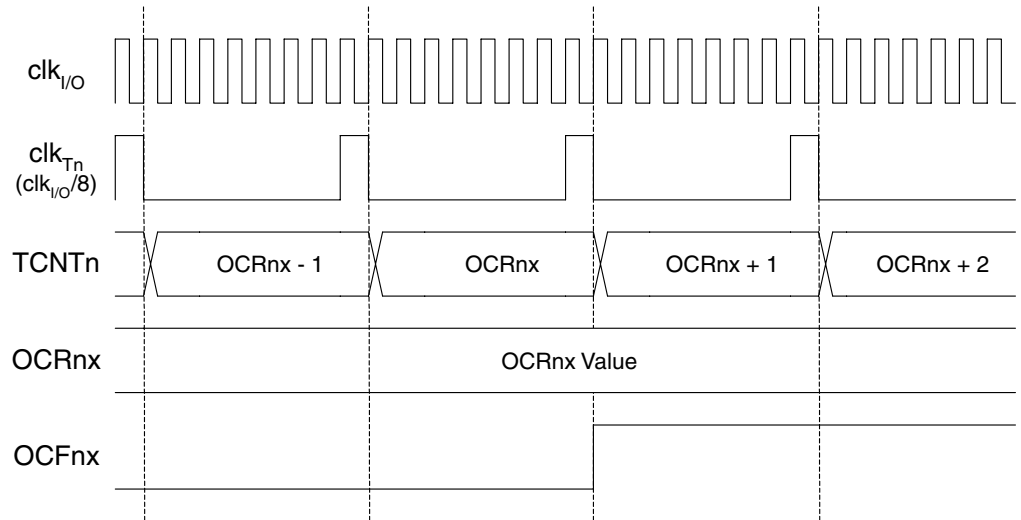 clkI/O
clkTn
(clkI/O/8)
TCNTn
OCRnx - 1
OCRnx
OCRnx + 1
OCRnx + 2
OCRnx
OCRnx Value
OCFnx